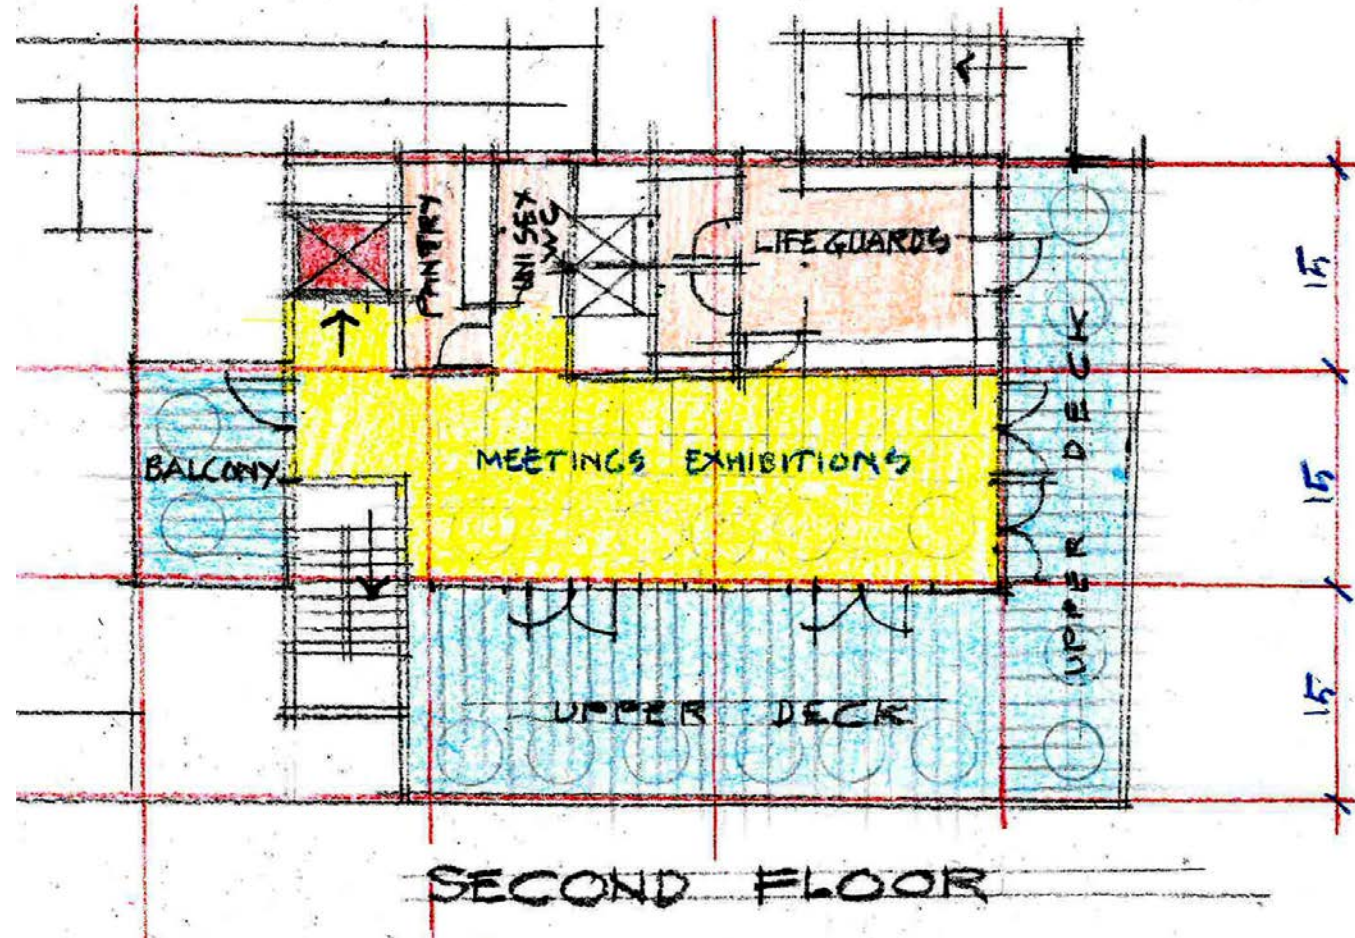 PANTRY
UNISEX
WC
LIFEGUARDS
15
BALCONY
MEETINGS EXHIBITIONS
UPPER DECK
15
UPPER DECK
15
SECOND FLOOR